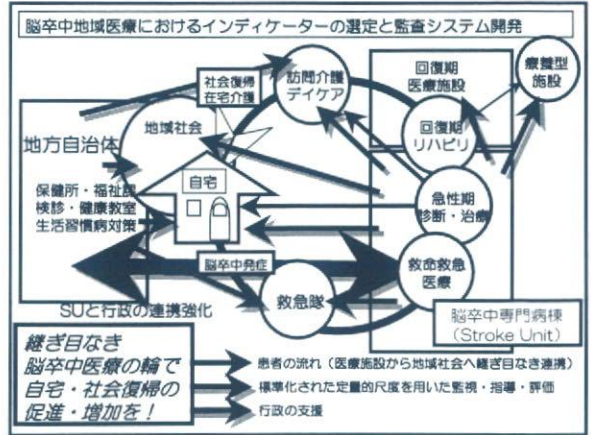 脳卒中地域医療におけるインディケーターの選定と監査システム開発
社会復帰
在宅介護
訪問介護
デイケア
回復期
医療施設
療養型
施設
地方自治体
地域社会
回復期
リハビリ
自宅
保健所・福祉課
検診・健康教室
生活習慣病対策
急性期
診断・治療
脳卒中発症
救命救急
医療
救急隊
SUと行政の連携強化
脳卒中専門病棟
(Stroke Unit)
継ぎ目なき
脳卒中医療の輪で
自宅・社会復帰の
促進・増加を!
患者の流れ(医療施設から地域社会へ継ぎ目なき連携)
標準化された定量的尺度を用いた監視・指導・評価
行政の支援